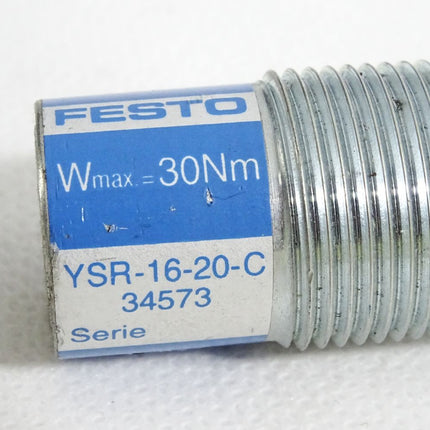 FESTO
Wmax. = 30Nm
YSR-16-20-C
34573
Serie